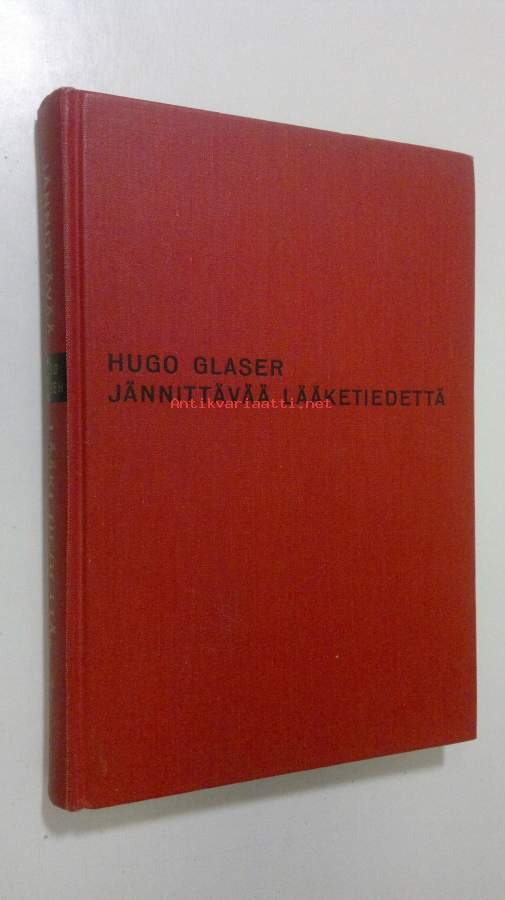 HUGO GLASER
JÄNNITTÄVÄÄ LÄÄKETIEDETTÄ
Antikvariaatti.net